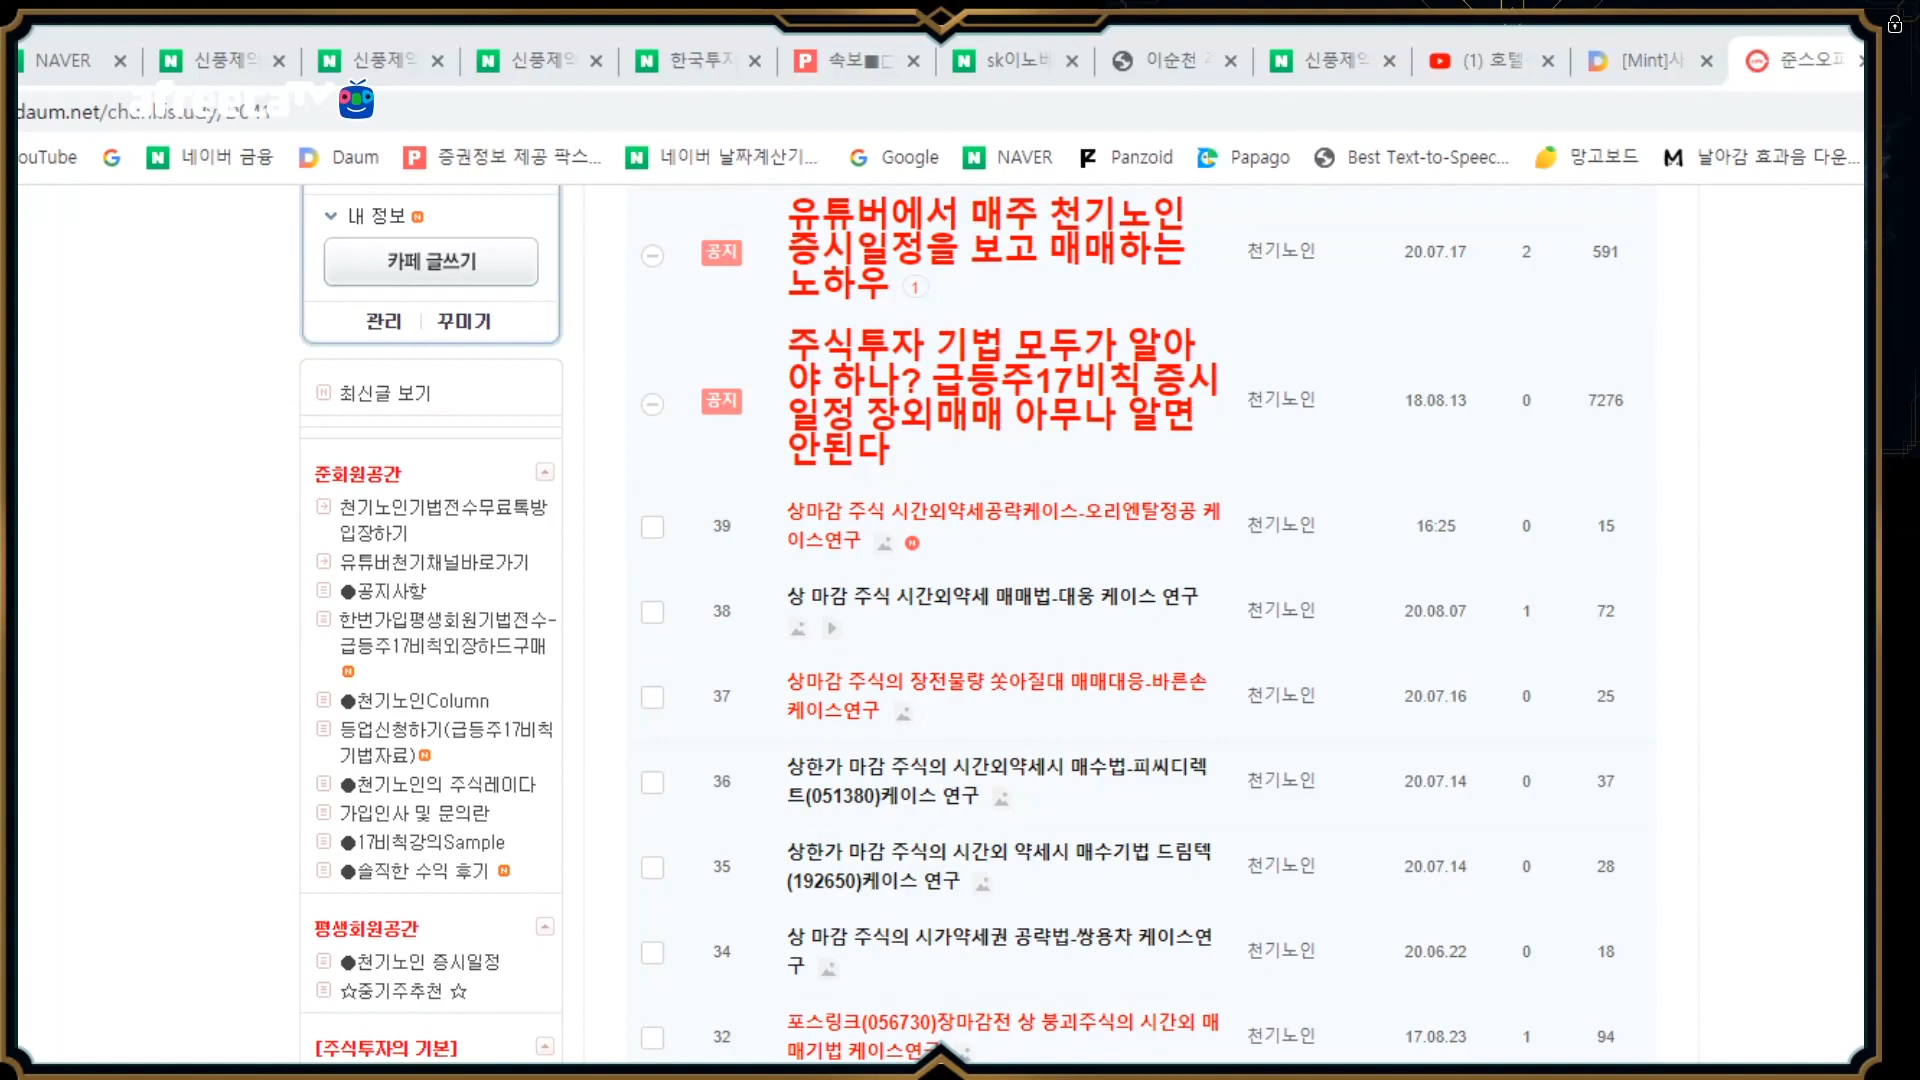 NAVER
신풍제
신풍제
신풍제
한국투
속보■□
sk이노
이순천
신풍제
(1) 호텔
[Mint]사
준스오피
afreecaTV
daum.net/
ouTube
네이버 금융
Daum
증권정보 제공 팍스...
네이버 날짜계산기...
Google
NAVER
Panzoid
Papago
Best Text-to-Speec...
망고보드
날아감 효과음 다운...
내 정보
카페 글쓰기
관리
꾸미기
최신글 보기
준회원공간
천기노인기법전수무료톡방
입장하기
유튜버천기채널바로가기
●공지사항
한번가입평생회원기법전수-
급등주17비칙외장하드구매
●천기노인Column
등업신청하기(급등주17비칙
기법자료)
●천기노인의 주식레이다
가입인사 및 문의란
●17비칙강의Sample
●솔직한 수익 후기
평생회원공간
●천기노인 증시일정
☆중기주추천 ☆
[주식투자의 기본]
유튜버에서 매주 천기노인
공지 증시일정을 보고 매매하는 천기노인 20.07.17 2 591
노하우 1
주식투자 기법 모두가 알아
야 하나? 급등주17비칙 증시
공지 일정 장외매매 아무나 알면 천기노인 18.08.13 0 7276
안된다
39 상마감 주식 시간외약세공략케이스-오리엔탈정공 케 천기노인 16:25 0 15
이스연구
38 상 마감 주식 시간외약세 매매법-대웅 케이스 연구 천기노인 20.08.07 1 72
37 상마감 주식의 장전물량 쏫아질대 매매대응-바른손 천기노인 20.07.16 0 25
케이스연구
36 상한가 마감 주식의 시간외약세시 매수법-피씨디렉 천기노인 20.07.14 0 37
트(051380)케이스 연구
35 상한가 마감 주식의 시간외 약세시 매수기법 드림텍 천기노인 20.07.14 0 28
(192650)케이스 연구
34 상 마감 주식의 시가약세권 공략법-쌍용차 케이스연 천기노인 20.06.22 0 18
구
32 포스링크(056730)장마감전 상 붕괴주식의 시간외 매 천기노인 17.08.23 1 94
매기법 케이스연구